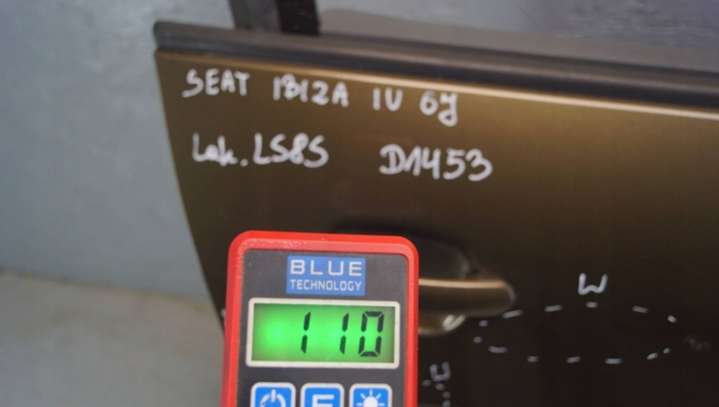 SEAT IBIZA IV 6J
Lak. LS8S D1453
BLUE
TECHNOLOGY
110
W
F